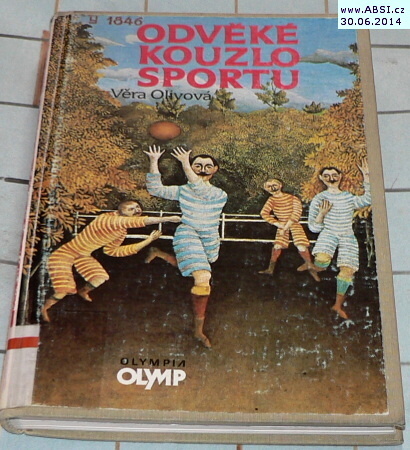 www.ABSI.cz
30.06.2014
y 1846
ODVĚKÉ
KOUZLO
SPORTU
Věra Olivová
OLYMPIA
OLYMP